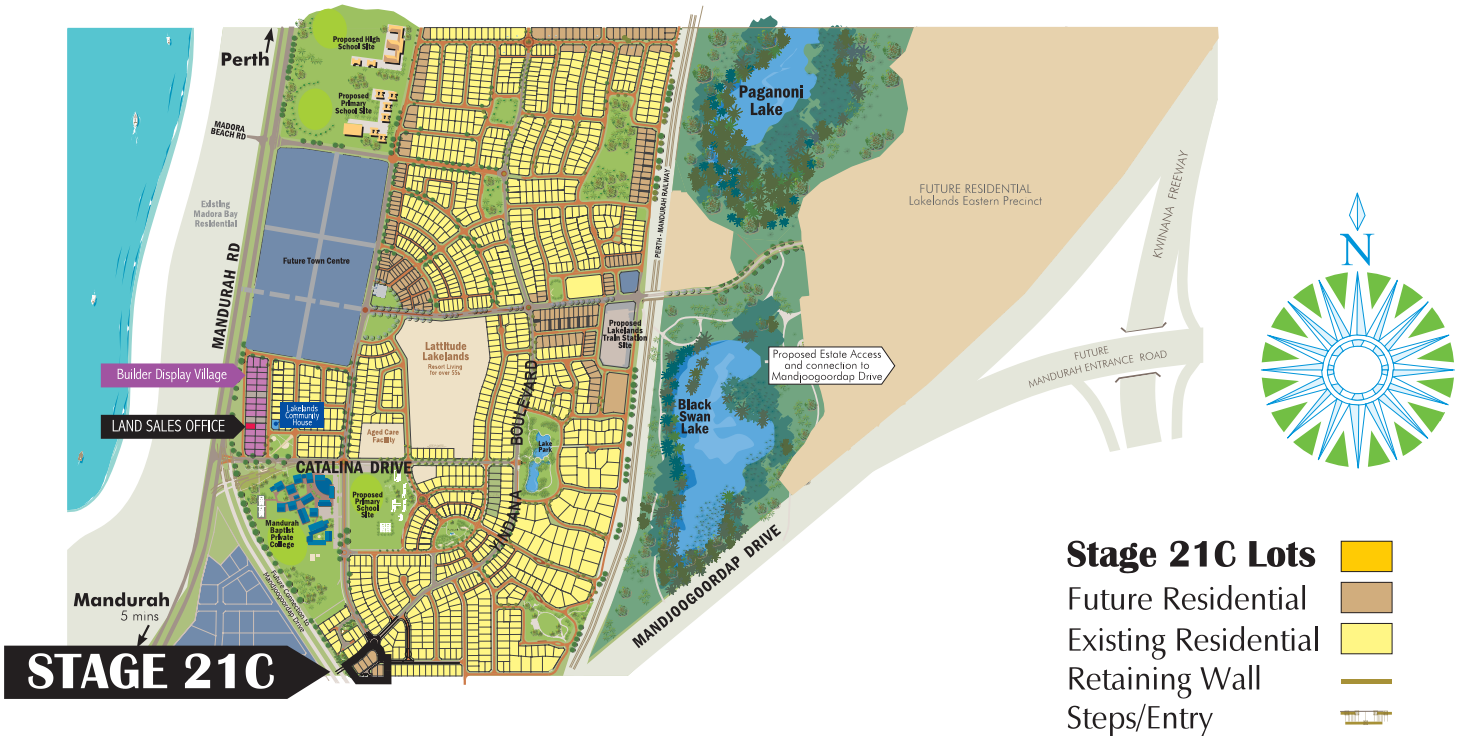 Perth
Proposed High
School Site
Proposed
Primary
School Site
MADORA
BEACH RD
Paganoni
Lake
PERTH - MANDURAH RAILWAY
FUTURE RESIDENTIAL
Lakelands Eastern Precinct
KWINANA FREEWAY
N
Existing
Madora Bay
Residential
MANDURAH RD
Future Town Centre
Proposed
Lakelands
Train Station
Site
Lattitude
Lakelands
Resort Living
for over 55s
Proposed Estate Access
and connection to
Mandjoogoordap Drive
FUTURE
MANDURAH ENTRANCE ROAD
Builder Display Village
Lakelands
Community
House
LAND SALES OFFICE
Aged Care
Facility
BOULEVARD
Black
Swan
Lake
Lake
Park
CATALINA DRIVE
Proposed
Primary
School
Site
YINDANA
Mandurah
Baptist
Private
College
Future Connection to
Mandjoogoordap Drive
MANDJOOGOORDAP DRIVE
Mandurah
5 mins
STAGE 21C
Stage 21C Lots
Future Residential
Existing Residential
Retaining Wall
Steps/Entry